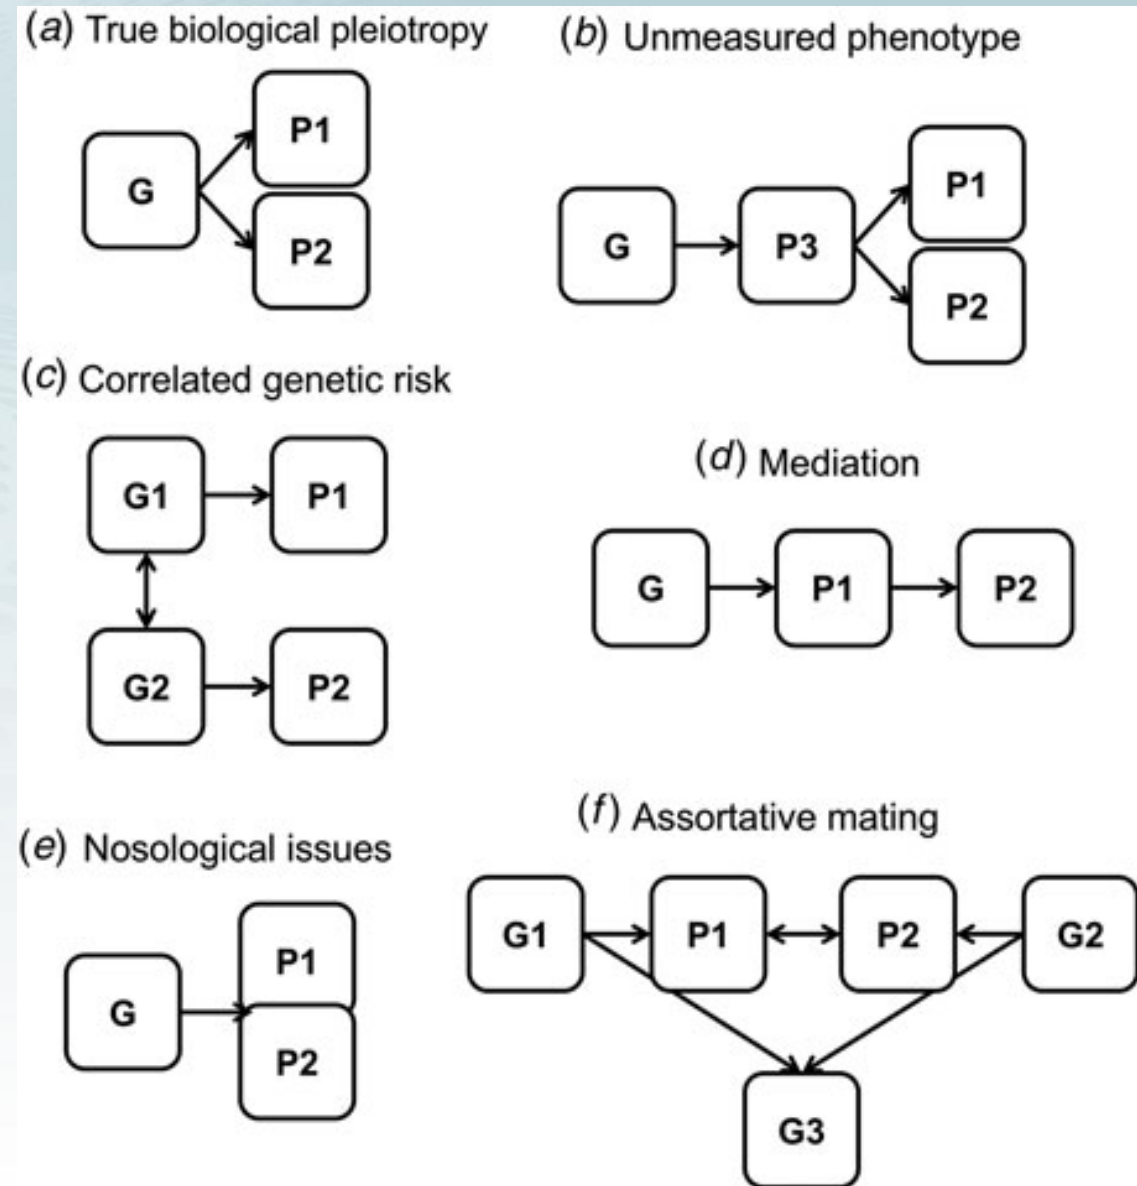 (a) True biological pleiotropy
G
P1
P2
(b) Unmeasured phenotype
G
P3
P1
P2
(c) Correlated genetic risk
G1
P1
G2
P2
(d) Mediation
G
P1
P2
(e) Nosological issues
G
P1
P2
(f) Assortative mating
G1
P1
P2
G2
G3